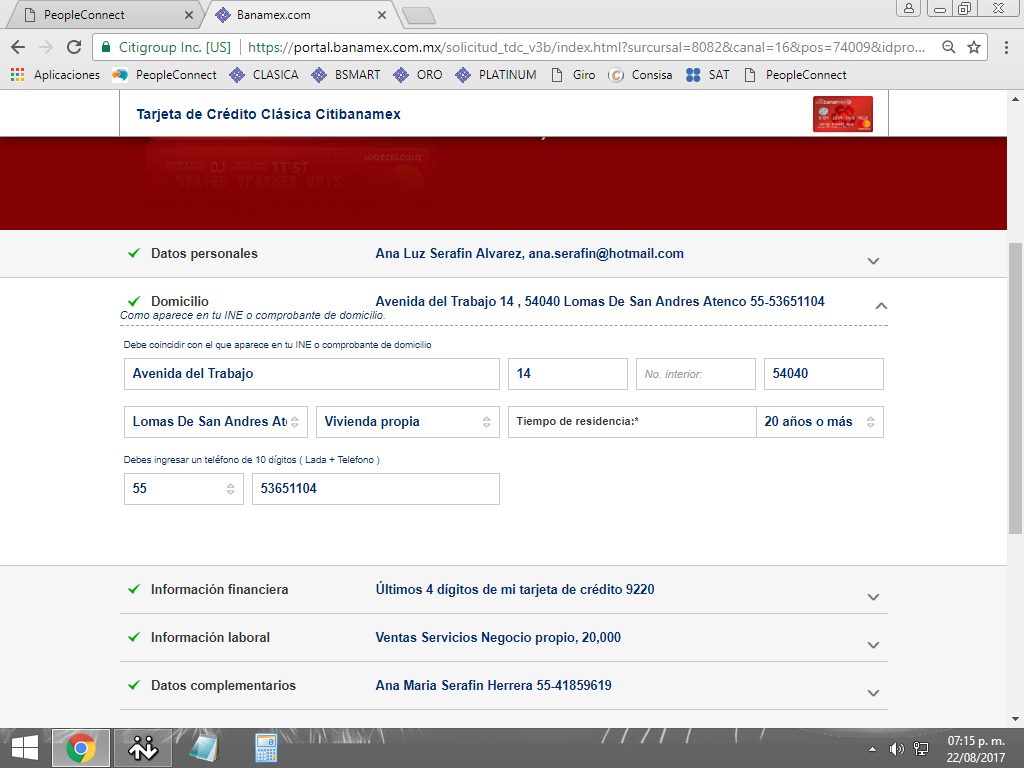 PeopleConnect
Banamex.com
Citigroup Inc. [US]
https://portal.banamex.com.mx/solicitud_tdc_v3b/index.html?surcursal=8082&canal=16&pos=74009&idpro...
Aplicaciones PeopleConnect CLASICA BSMART ORO PLATINUM Giro Consisa SAT PeopleConnect
Tarjeta de Crédito Clásica Citibanamex
Datos personales Ana Luz Serafin Alvarez, ana.serafin@hotmail.com
Domicilio Avenida del Trabajo 14 , 54040 Lomas De San Andres Atenco 55-53651104
Como aparece en tu INE o comprobante de domicilio.
Debe coincidir con el que aparece en tu INE o comprobante de domicilio
Avenida del Trabajo 14 No. interior: 54040
Lomas De San Andres Ate Vivienda propia Tiempo de residencia:* 20 años o más
Debes ingresar un teléfono de 10 dígitos ( Lada + Telefono )
55 53651104
Información financiera Últimos 4 dígitos de mi tarjeta de crédito 9220
Información laboral Ventas Servicios Negocio propio, 20,000
Datos complementarios Ana Maria Serafin Herrera 55-41859619
07:15 p. m.
22/08/2017